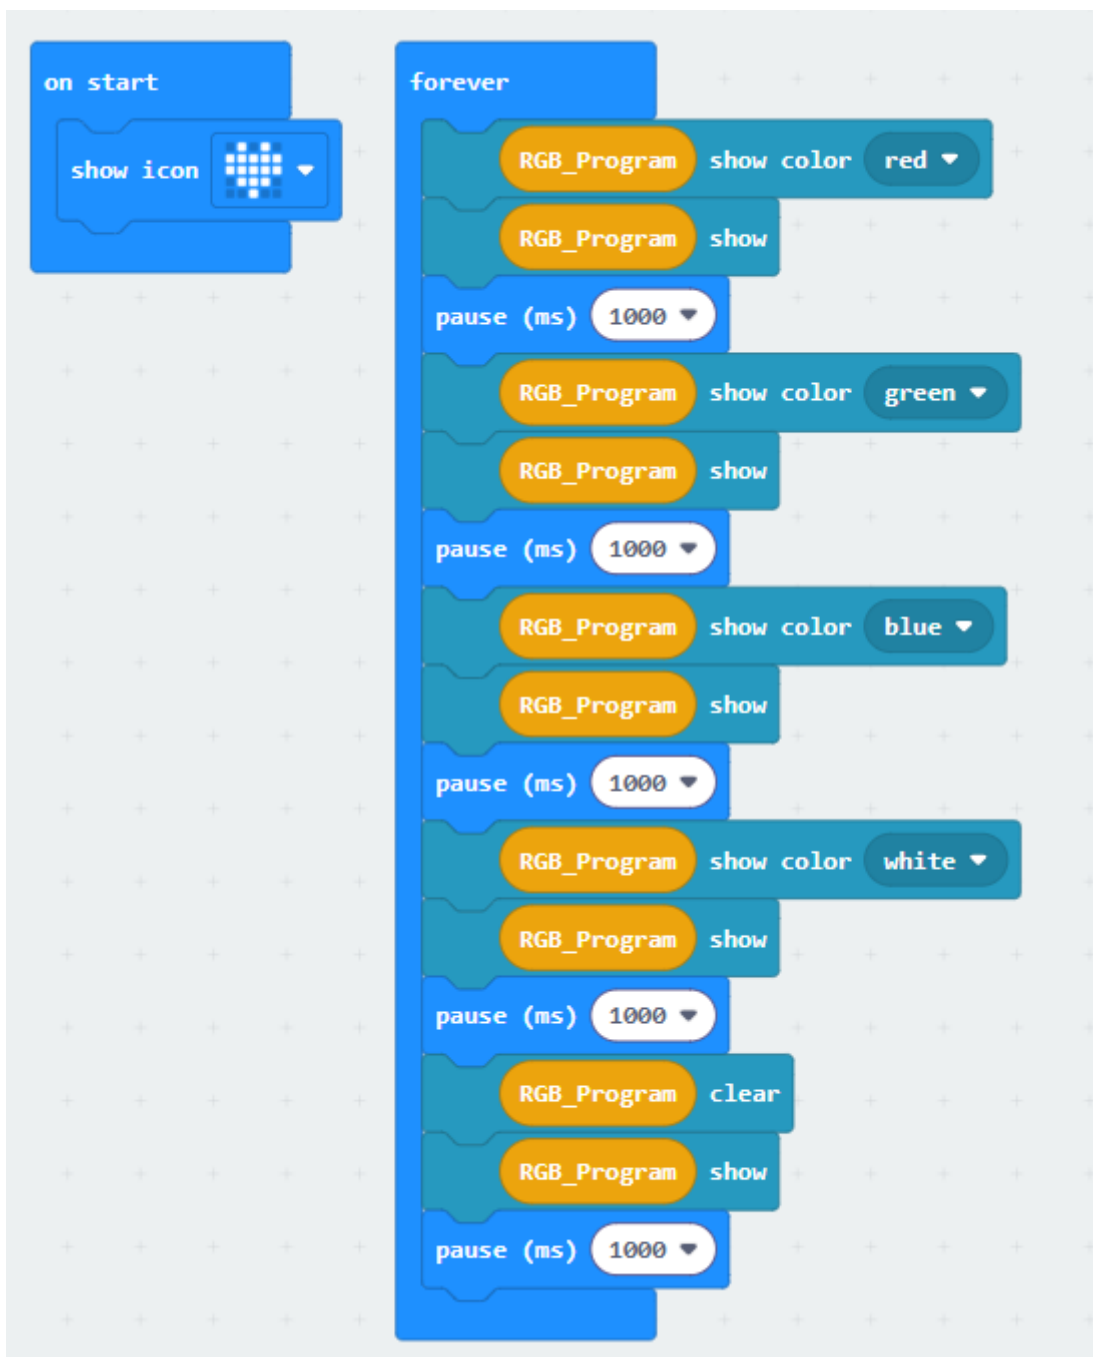 on start
show icon
forever
RGB_Program show color red
RGB_Program show
pause (ms) 1000
RGB_Program show color green
RGB_Program show
pause (ms) 1000
RGB_Program show color blue
RGB_Program show
pause (ms) 1000
RGB_Program show color white
RGB_Program show
pause (ms) 1000
RGB_Program clear
RGB_Program show
pause (ms) 1000